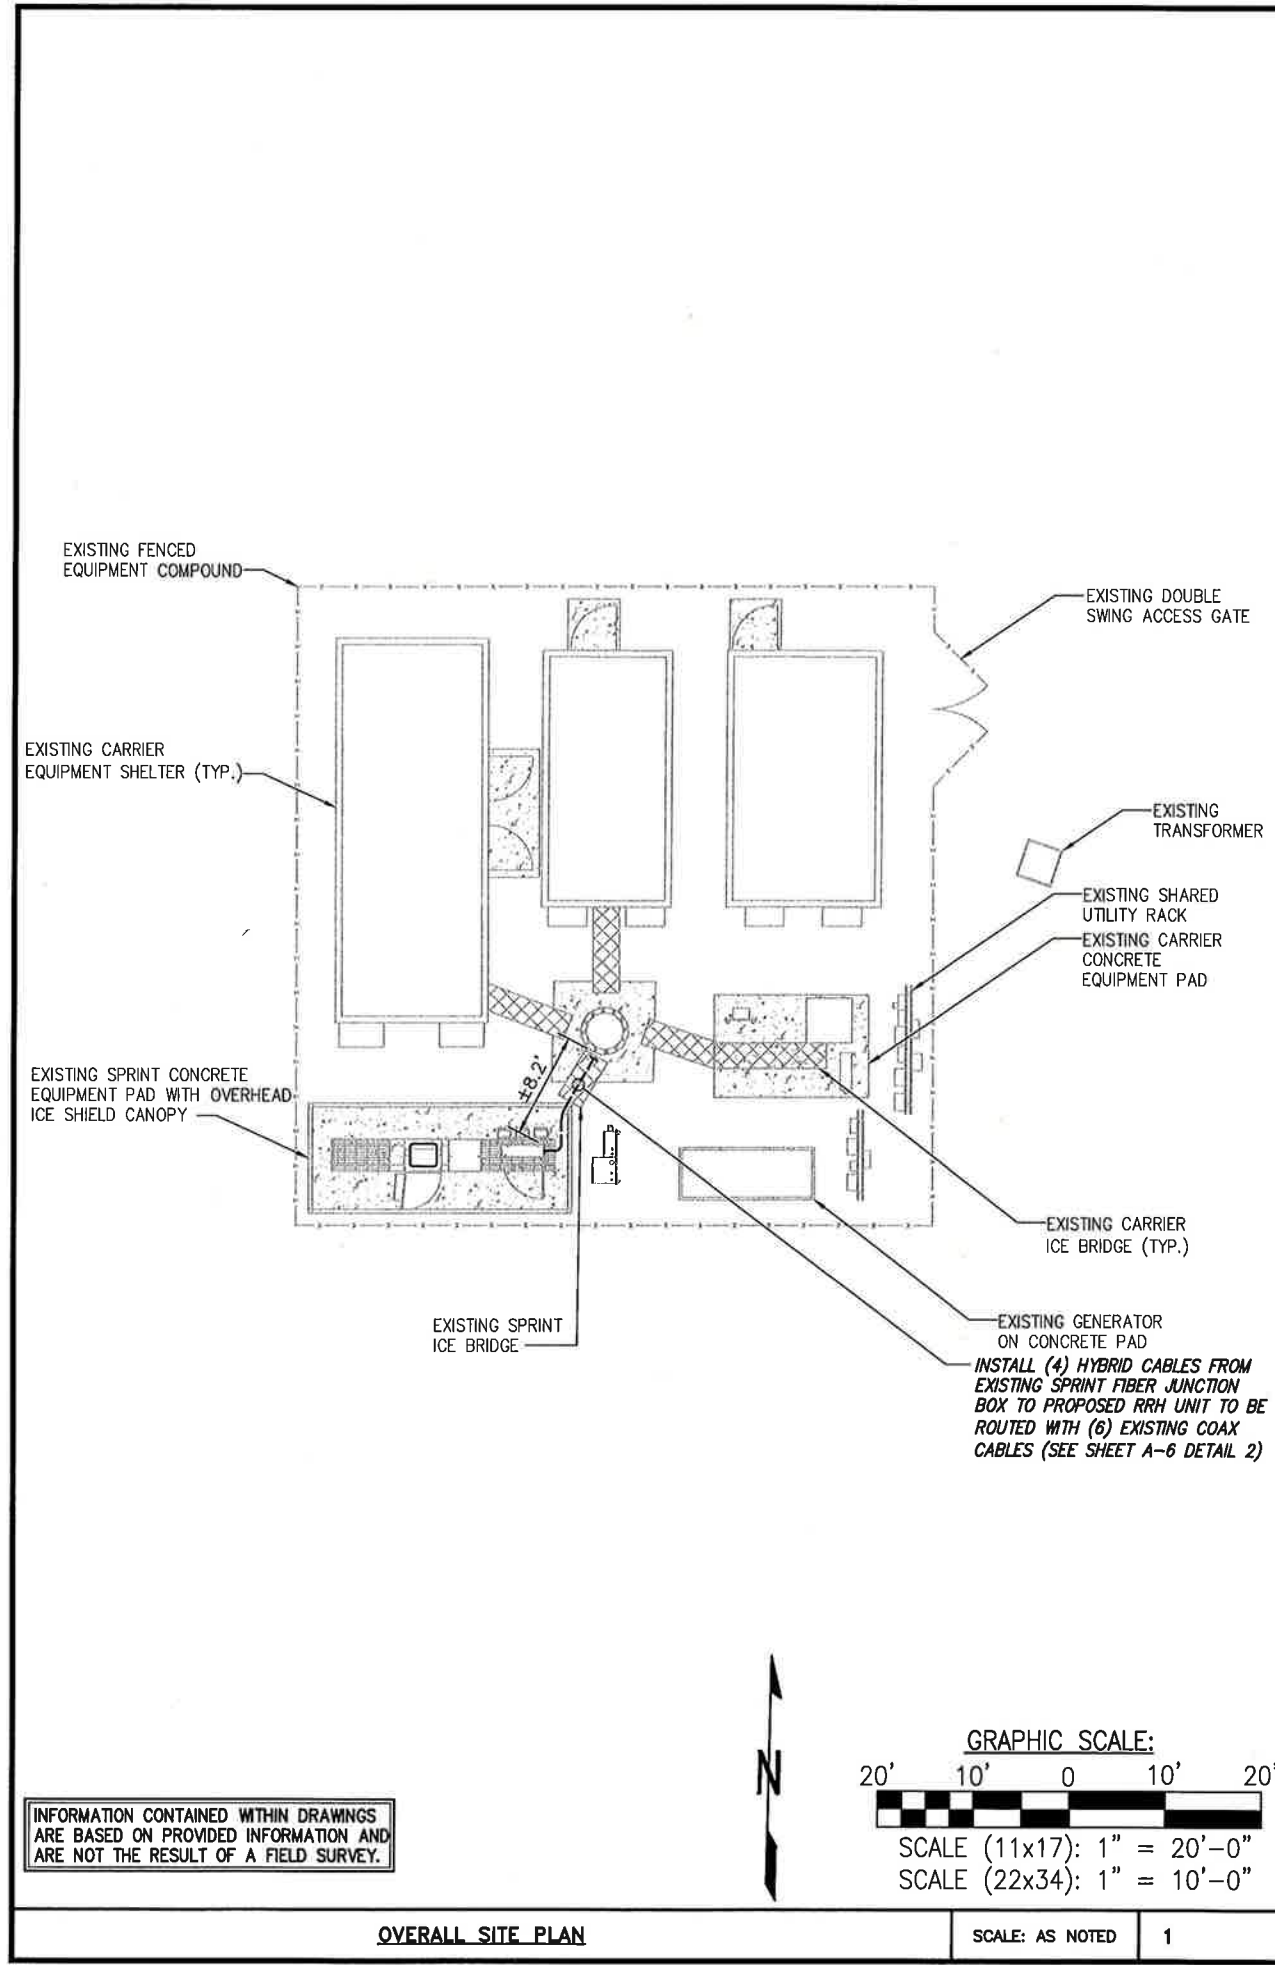 EXISTING FENCED
EQUIPMENT COMPOUND
EXISTING DOUBLE
SWING ACCESS GATE
EXISTING CARRIER
EQUIPMENT SHELTER (TYP.)
EXISTING
TRANSFORMER
EXISTING SHARED
UTILITY RACK
EXISTING CARRIER
CONCRETE
EQUIPMENT PAD
EXISTING SPRINT CONCRETE
EQUIPMENT PAD WITH OVERHEAD
ICE SHIELD CANOPY
±8.2'
EXISTING CARRIER
ICE BRIDGE (TYP.)
EXISTING SPRINT
ICE BRIDGE
EXISTING GENERATOR
ON CONCRETE PAD
INSTALL (4) HYBRID CABLES FROM
EXISTING SPRINT FIBER JUNCTION
BOX TO PROPOSED RRH UNIT TO BE
ROUTED WITH (6) EXISTING COAX
CABLES (SEE SHEET A-6 DETAIL 2)
N
GRAPHIC SCALE:
20' 10' 0 10' 20'
SCALE (11x17): 1" = 20'-0"
SCALE (22x34): 1" = 10'-0"
INFORMATION CONTAINED WITHIN DRAWINGS
ARE BASED ON PROVIDED INFORMATION AND
ARE NOT THE RESULT OF A FIELD SURVEY.
OVERALL SITE PLAN
SCALE: AS NOTED
1